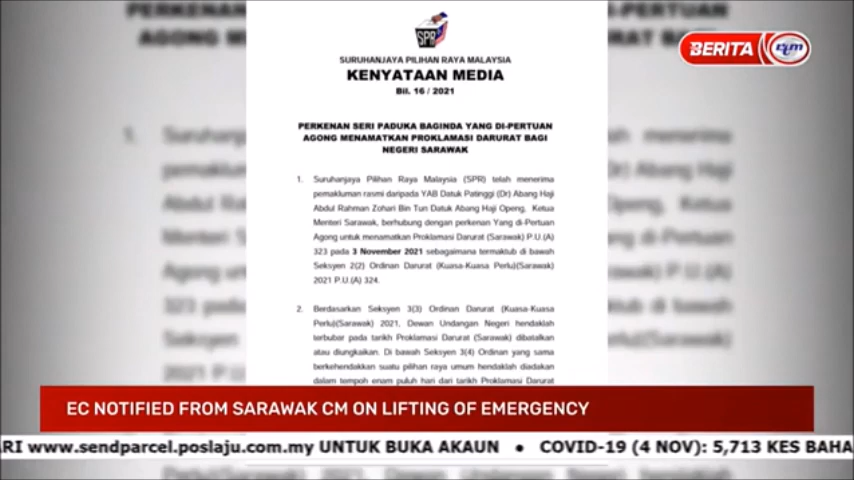 SPR
SURUHANJAYA PILIHAN RAYA MALAYSIA
KENYATAAN MEDIA
Bil. 16 / 2021
BERITA rtm
PERKENAN SERI PADUKA BAGINDA YANG DI-PERTUAN
AGONG MENAMATKAN PROKLAMASI DARURAT BAGI
NEGERI SARAWAK
1. Suruhanjaya Pilihan Raya Malaysia (SPR) telah menerima
pemakluman rasmi daripada YAB Datuk Patinggi (Dr) Abang Haji
Abdul Rahman Zohari Bin Tun Datuk Abang Haji Openg, Ketua
Menteri Sarawak, berhubung dengan perkenan Yang di-Pertuan
Agong untuk menamatkan Proklamasi Darurat (Sarawak) P.U.(A)
323 pada 3 November 2021 sebagaimana termaktub di bawah
Seksyen 2(2) Ordinan Darurat (Kuasa-Kuasa Perlu)(Sarawak)
2021 P.U.(A) 324.
2. Berdasarkan Seksyen 3(3) Ordinan Darurat (Kuasa-Kuasa
Perlu)(Sarawak) 2021, Dewan Undangan Negeri hendaklah
terbubar pada tarikh Proklamasi Darurat (Sarawak) dibatalkan
atau diungkaikan. Di bawah Seksyen 3(4) Ordinan yang sama
berkehendakkan suatu pilihan raya umum hendaklah diadakan
dalam tempoh enam puluh hari dari tarikh Proklamasi Darurat
EC NOTIFIED FROM SARAWAK CM ON LIFTING OF EMERGENCY
ARI www.sendparcel.poslaju.com.my UNTUK BUKA AKAUN • COVID-19 (4 NOV): 5,713 KES BAHA